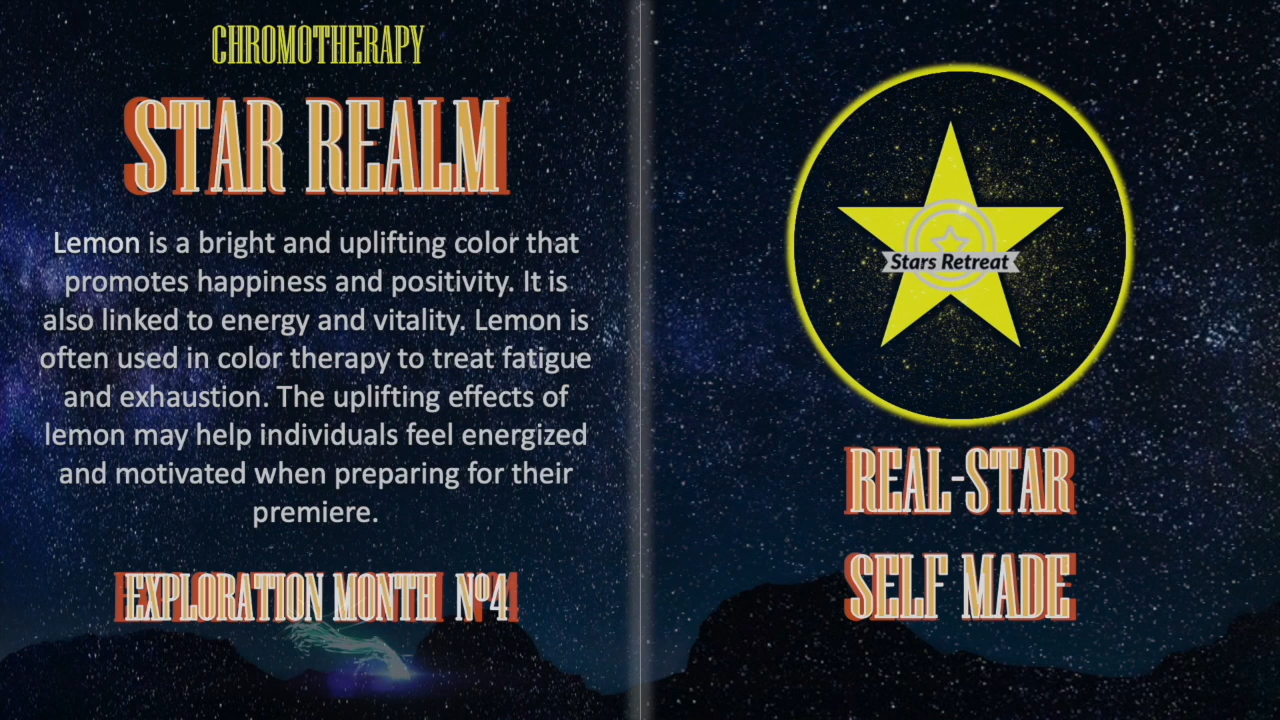 CHROMOTHERAPY
STAR REALM
Lemon is a bright and uplifting color that
promotes happiness and positivity. It is
also linked to energy and vitality. Lemon is
often used in color therapy to treat fatigue
and exhaustion. The uplifting effects of
lemon may help individuals feel energized
and motivated when preparing for their
premiere.
EXPLORATION MONTH Nº4
Stars Retreat
REAL-STAR
SELF MADE